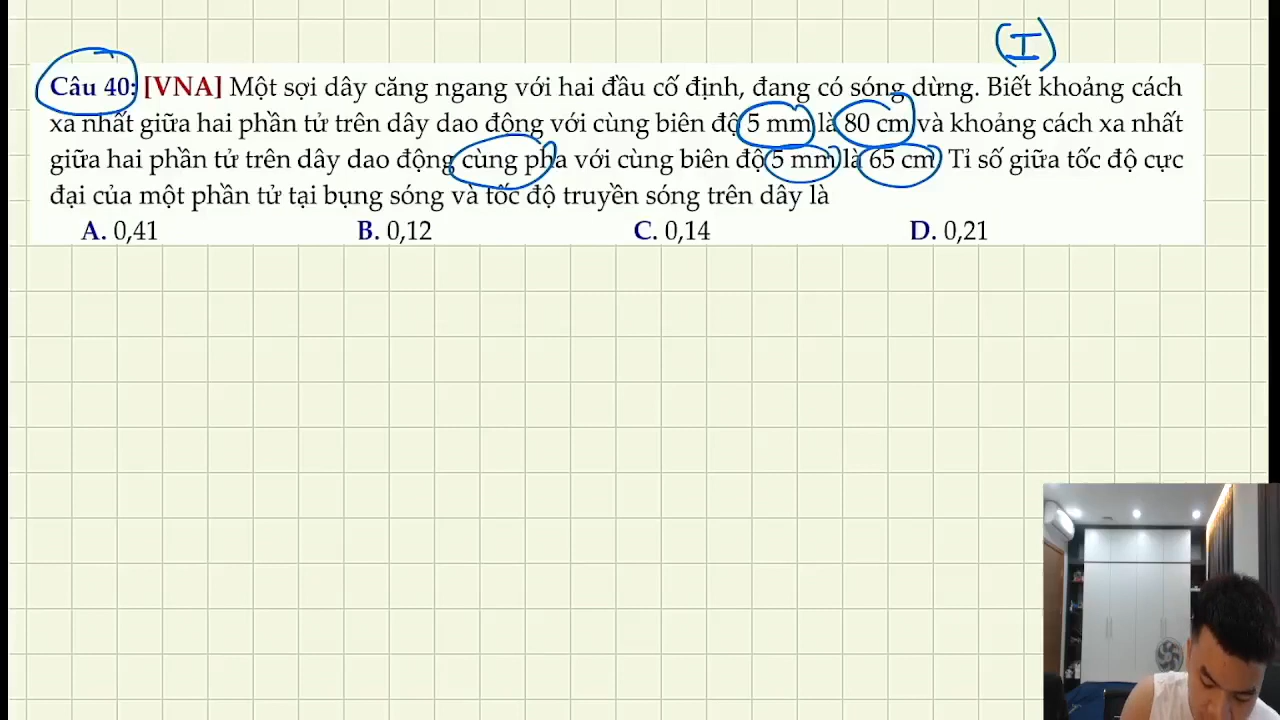 (I)
Câu 40: [VNA] Một sợi dây căng ngang với hai đầu cố định, đang có sóng dừng. Biết khoảng cách
xa nhất giữa hai phần tử trên dây dao động với cùng biên độ 5 mm là 80 cm và khoảng cách xa nhất
giữa hai phần tử trên dây dao động cùng pha với cùng biên độ 5 mm là 65 cm. Tỉ số giữa tốc độ cực
đại của một phần tử tại bụng sóng và tốc độ truyền sóng trên dây là
A. 0,41 B. 0,12 C. 0,14 D. 0,21